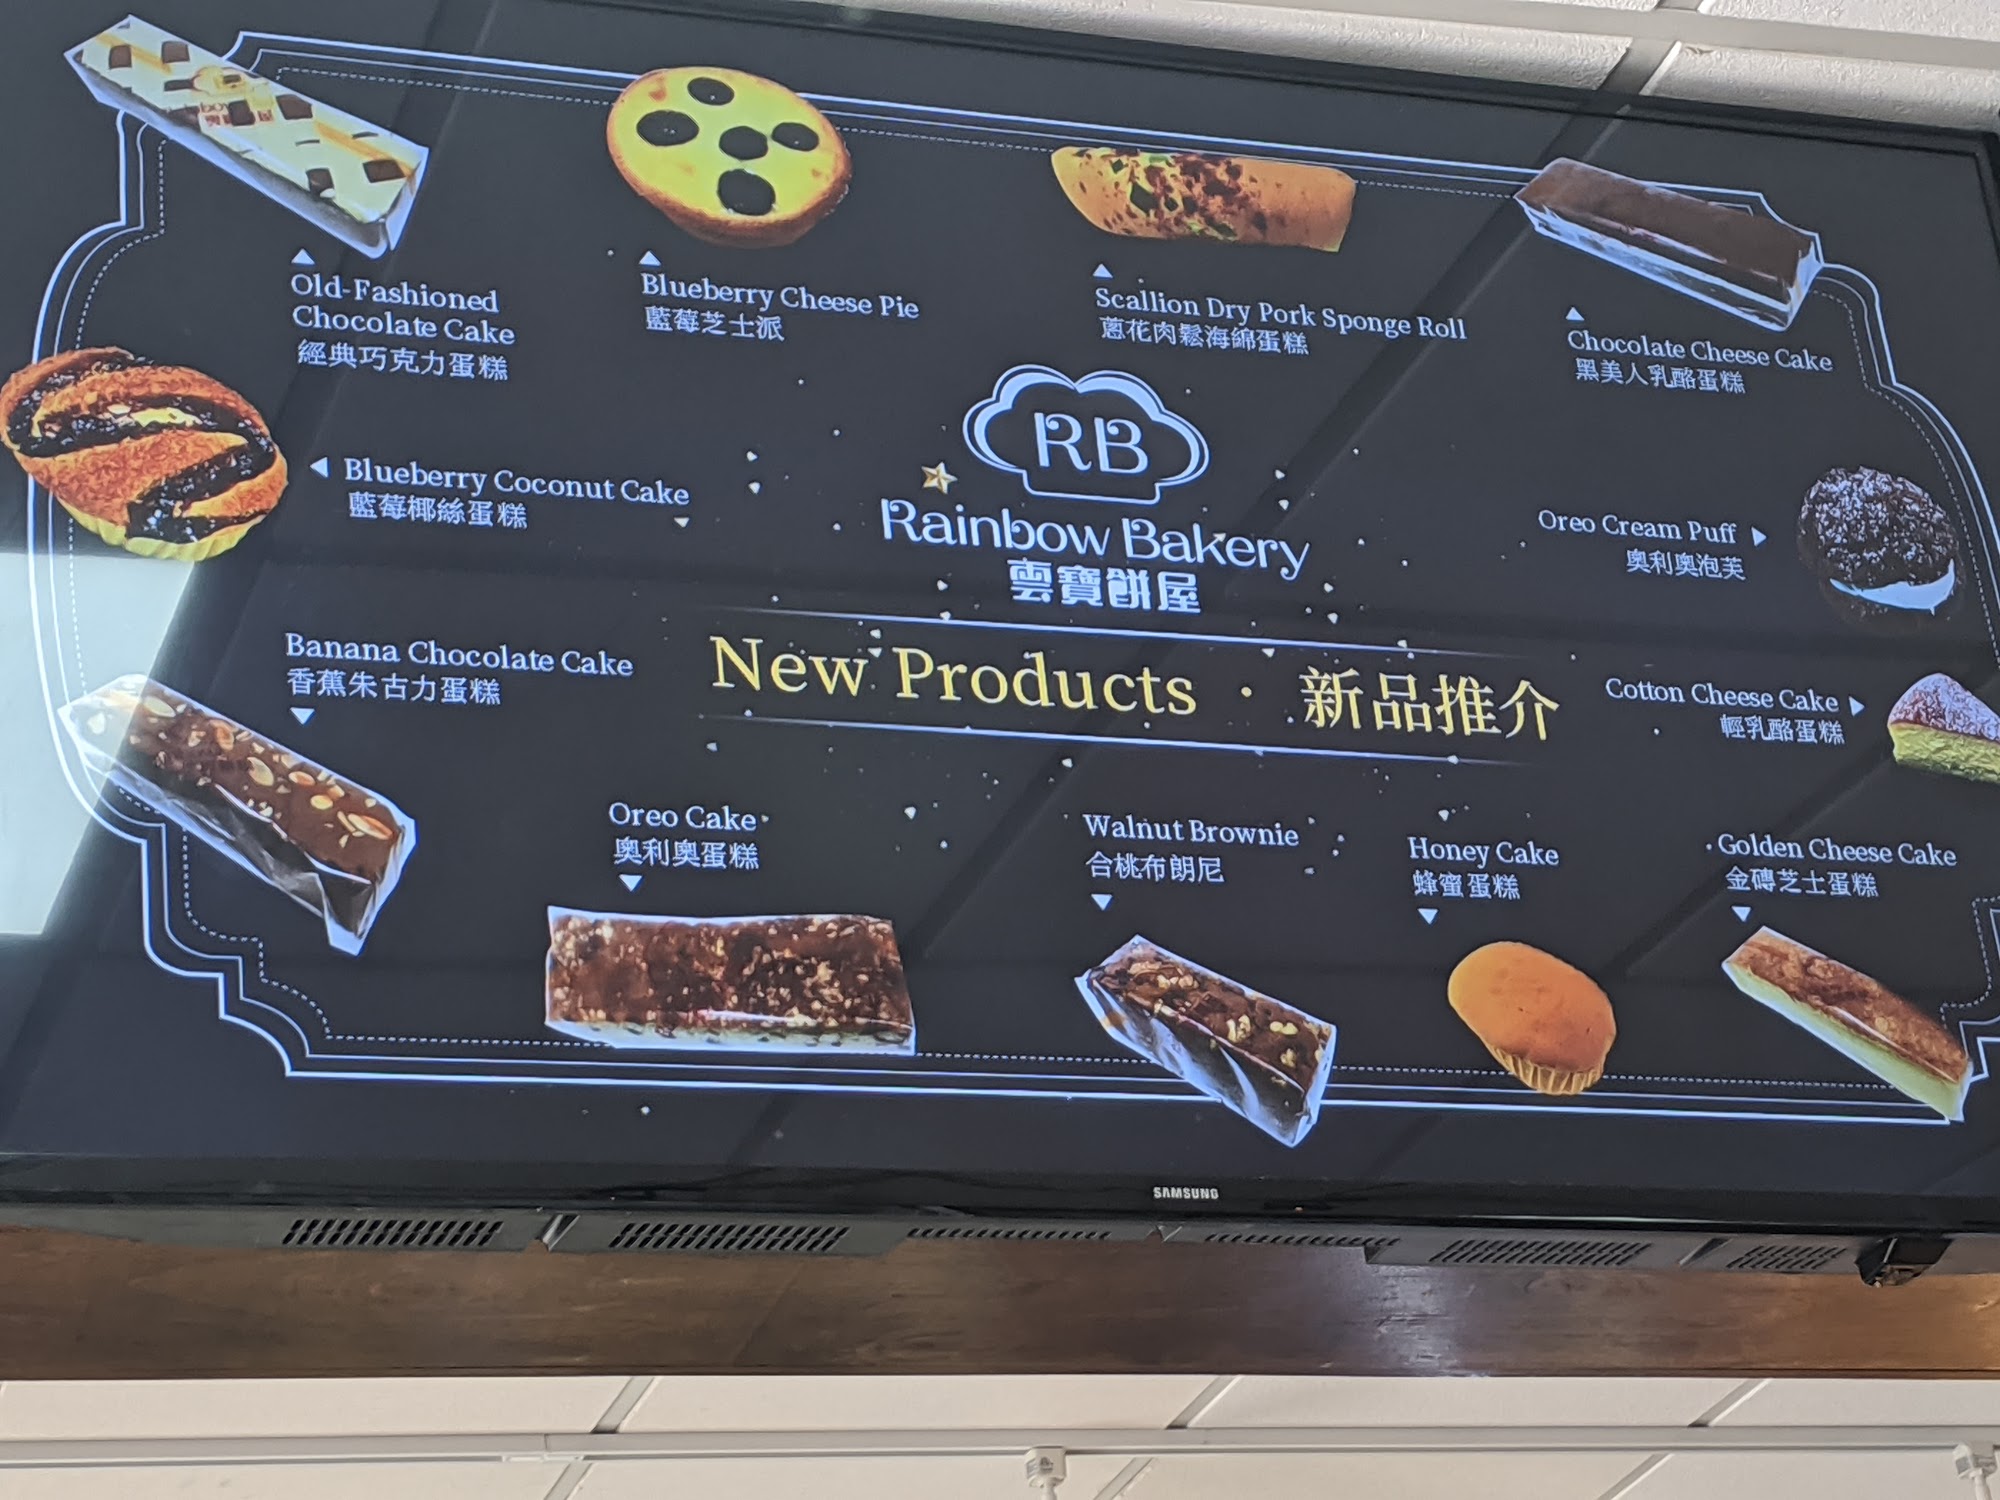 Old-Fashioned
Chocolate Cake
經典巧克力蛋糕
Blueberry Cheese Pie
藍莓芝士派
Scallion Dry Pork Sponge Roll
蔥花肉鬆海綿蛋糕
Chocolate Cheese Cake
黑美人乳酪蛋糕
Blueberry Coconut Cake
藍莓椰絲蛋糕
RB
Rainbow Bakery
雲寶餅屋
Oreo Cream Puff
奧利奧泡芙
Banana Chocolate Cake
香蕉朱古力蛋糕
New Products · 新品推介
Cotton Cheese Cake
輕乳酪蛋糕
Oreo Cake
奧利奧蛋糕
Walnut Brownie
合桃布朗尼
Honey Cake
蜂蜜蛋糕
Golden Cheese Cake
金磚芝士蛋糕
SAMSUNG